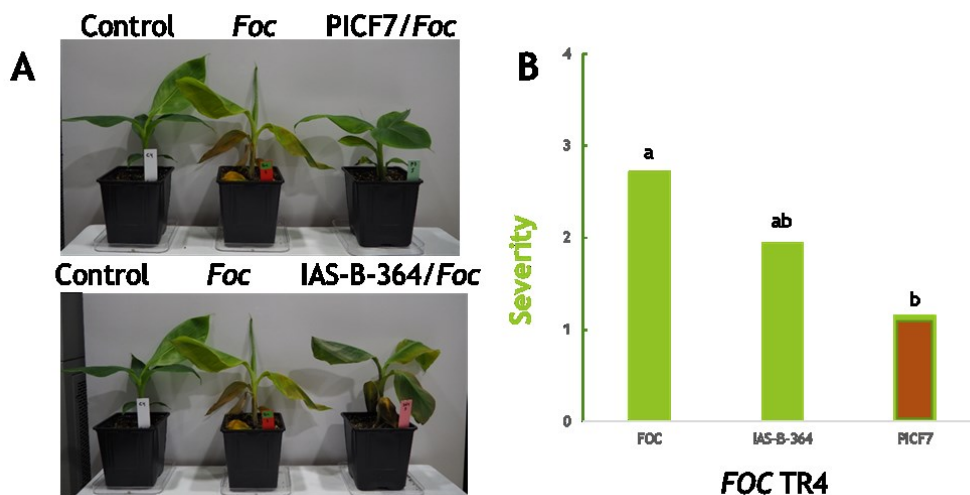 A
Control Foc PICF7/Foc
Control Foc IAS-B-364/Foc
B
Severity
4
3
2
1
0
a
ab
b
FOC IAS-B-364 PICF7
FOC TR4